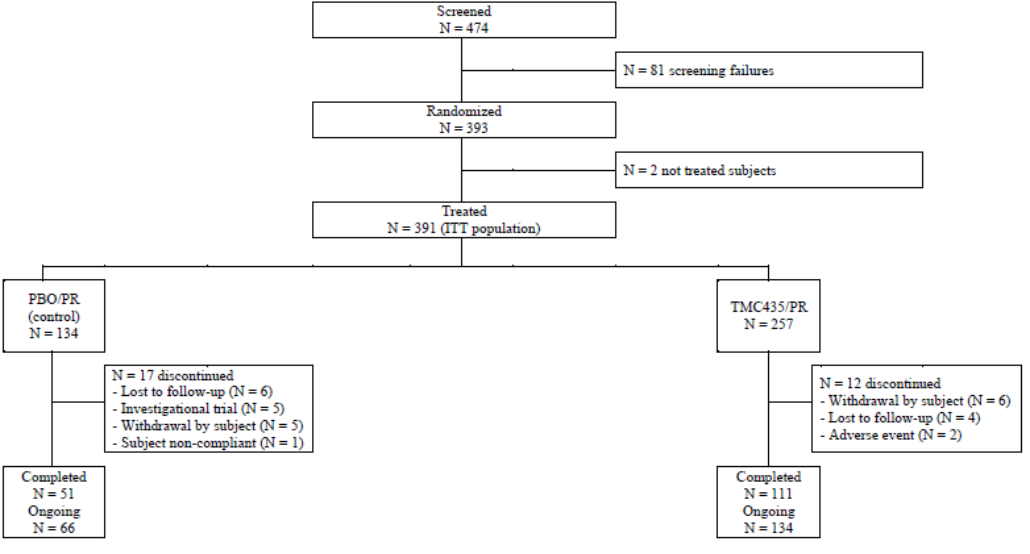 Screened
N = 474
N = 81 screening failures
Randomized
N = 393
N = 2 not treated subjects
Treated
N = 391 (ITT population)
PBO/PR
(control)
N = 134
TMC435/PR
N = 257
N = 17 discontinued
- Lost to follow-up (N = 6)
- Investigational trial (N = 5)
- Withdrawal by subject (N = 5)
- Subject non-compliant (N = 1)
N = 12 discontinued
- Withdrawal by subject (N = 6)
- Lost to follow-up (N = 4)
- Adverse event (N = 2)
Completed
N = 51
Ongoing
N = 66
Completed
N = 111
Ongoing
N = 134